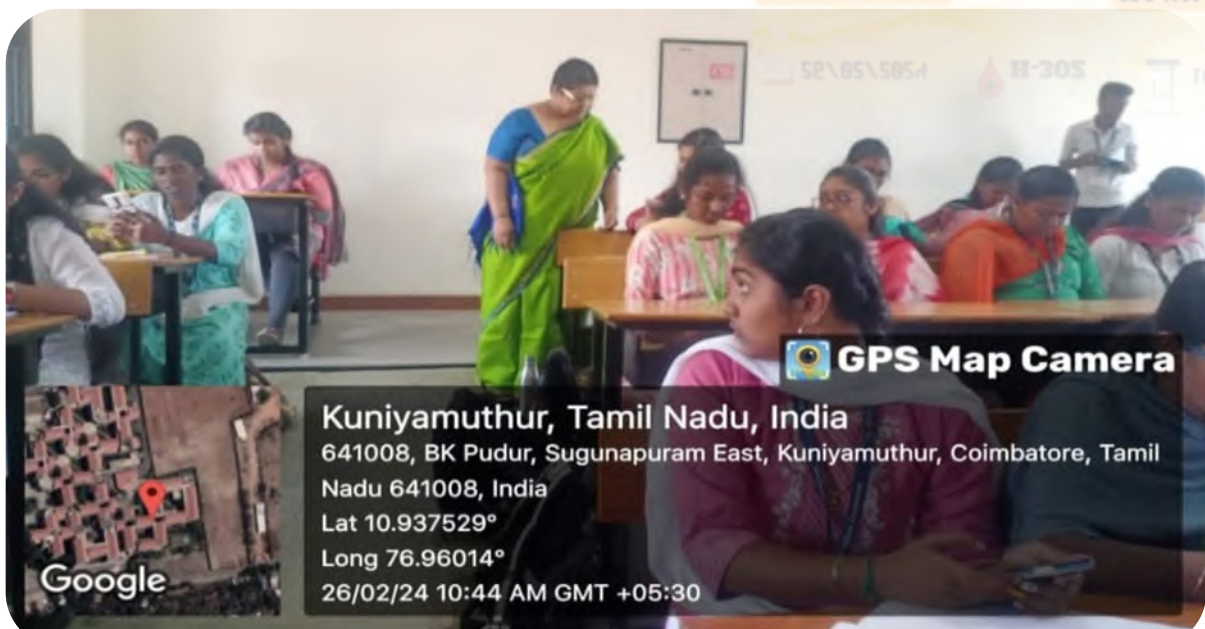 GPS Map Camera
Kuniyamuthur, Tamil Nadu, India
641008, BK Pudur, Sugunapuram East, Kuniyamuthur, Coimbatore, Tamil
Nadu 641008, India
Lat 10.937529°
Long 76.96014°
26/02/24 10:44 AM GMT +05:30
Google